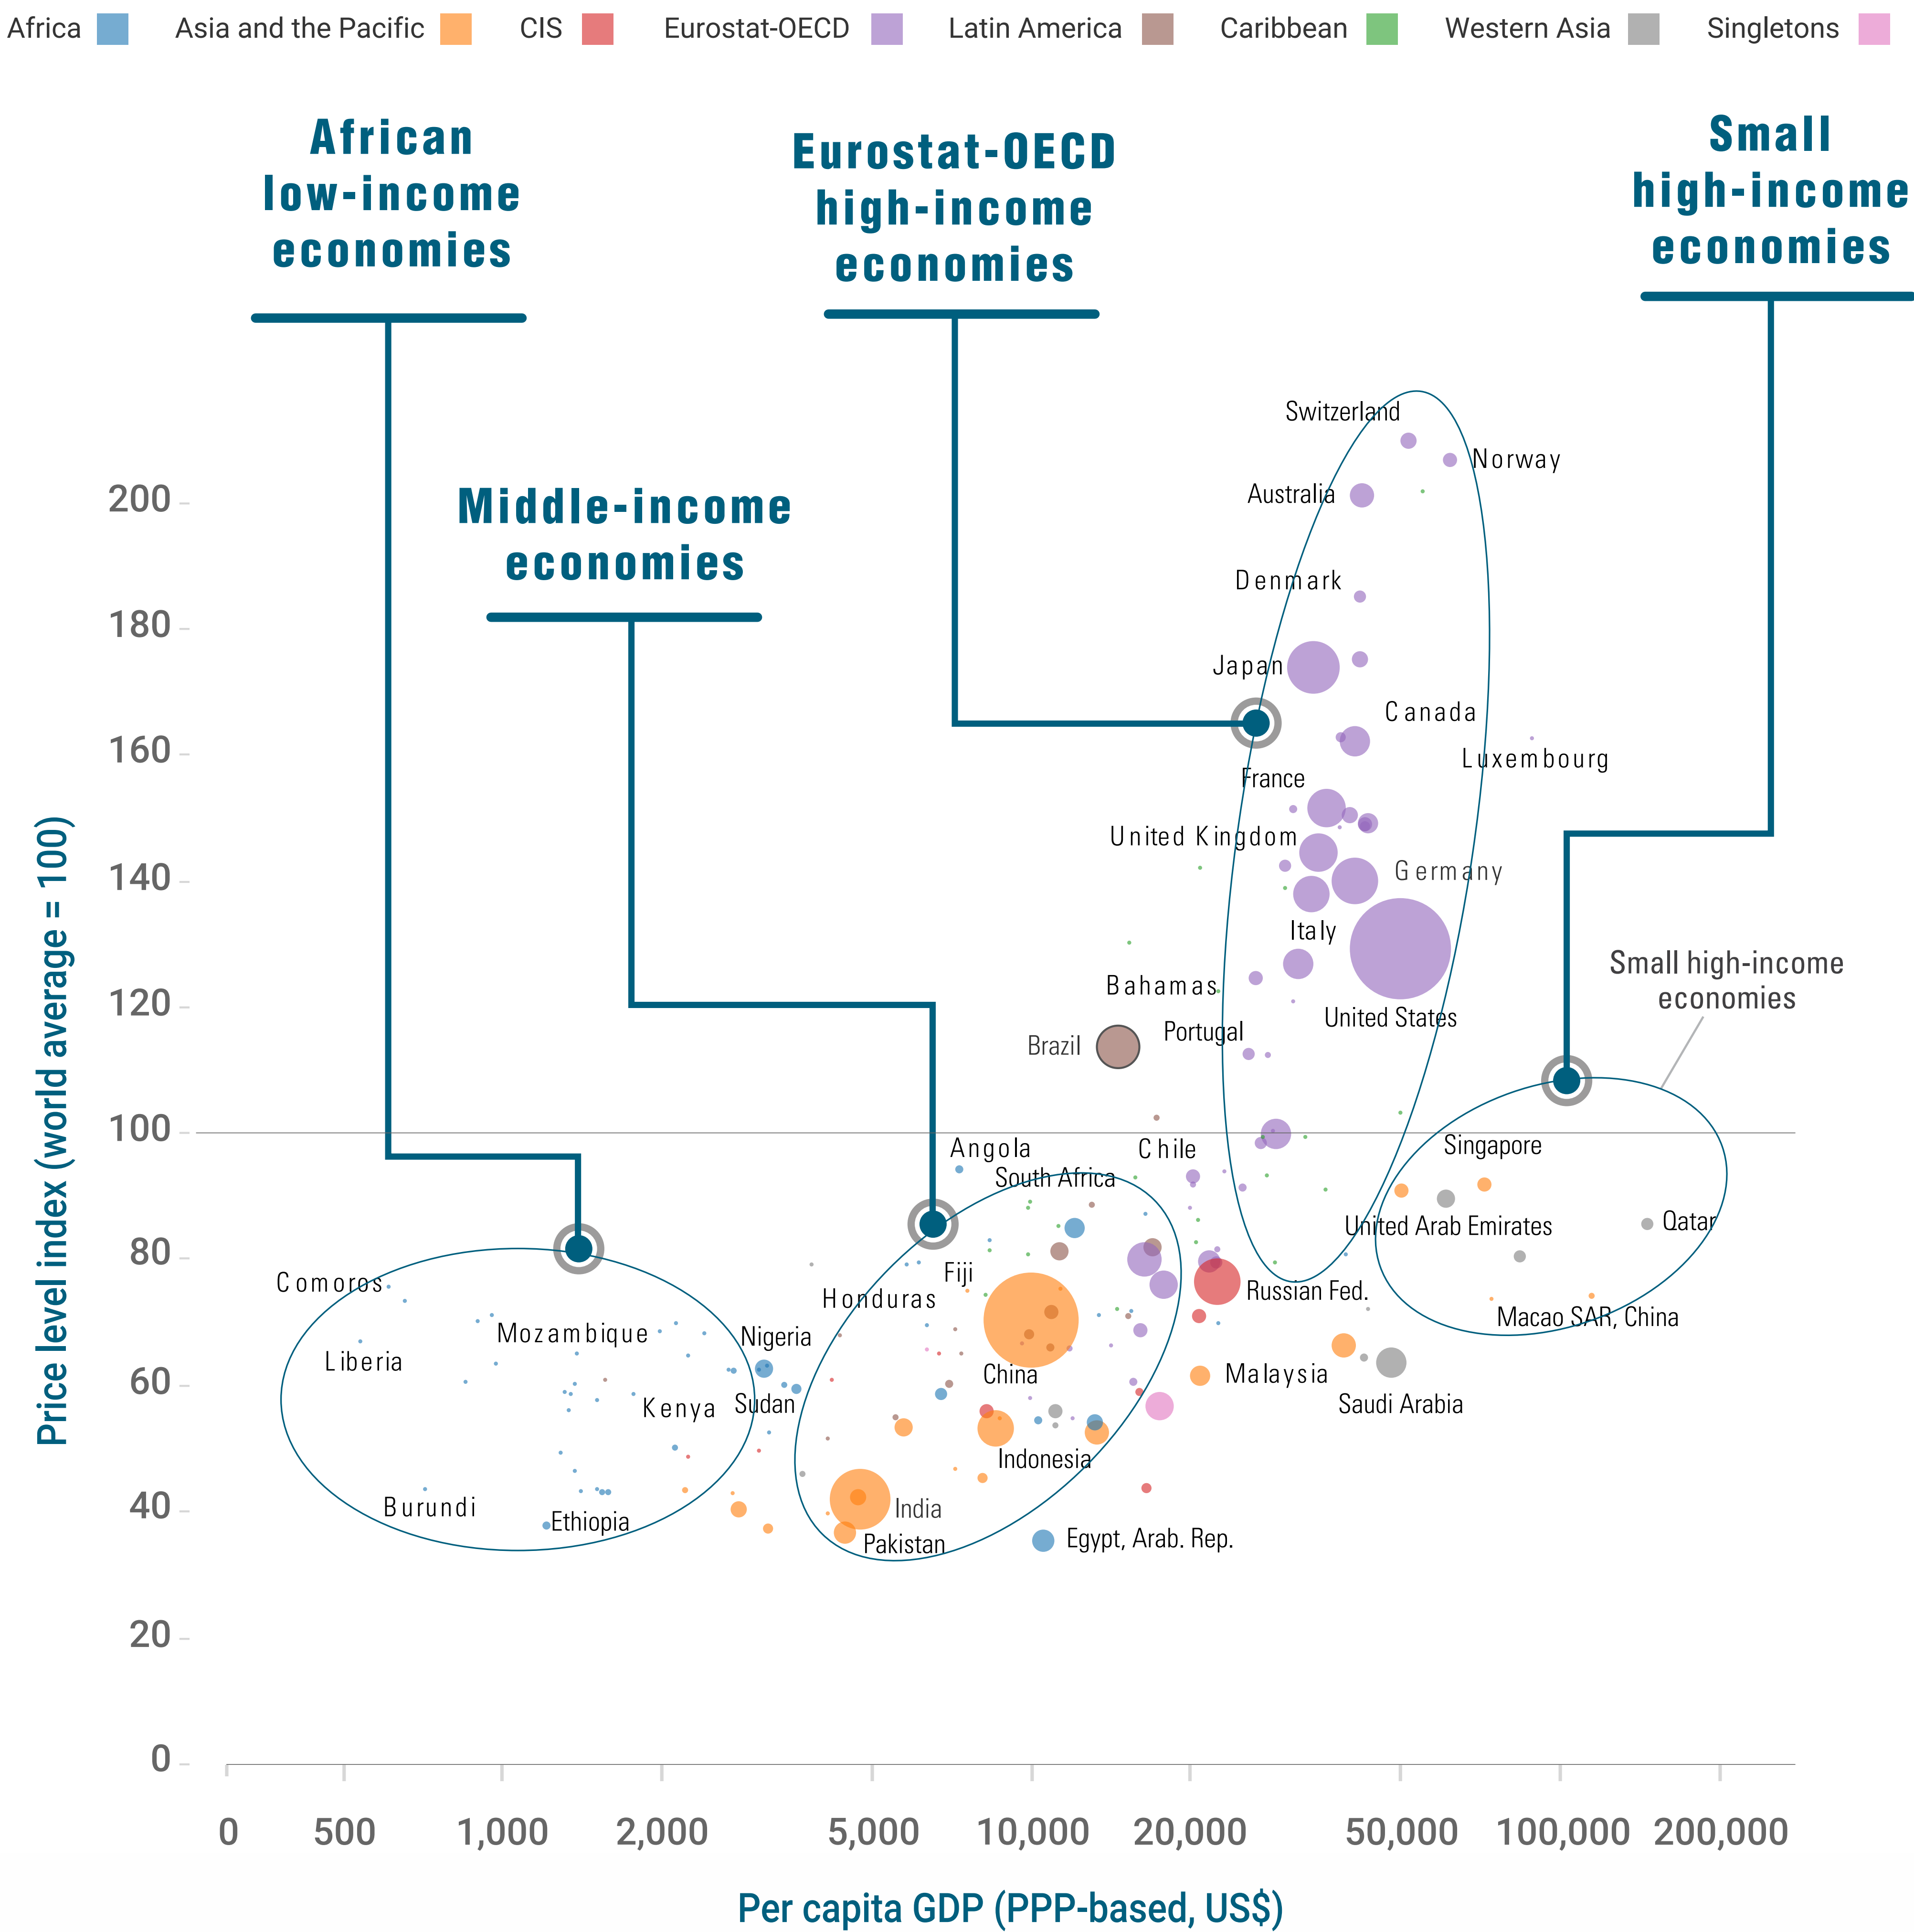 Africa
Asia and the Pacific
CIS
Eurostat-OECD
Latin America
Caribbean
Western Asia
Singletons
African
low-income
economies
Eurostat-OECD
high-income
economies
Small
high-income
economies
Middle-income
economies
Price level index (world average = 100)
200
180
160
140
120
100
80
60
40
20
0
Switzerland
Norway
Australia
Denmark
Japan
Canada
Luxembourg
France
United Kingdom
Germany
Italy
Bahamas
United States
Portugal
Brazil
Small high-income
economies
Angola
Chile
South Africa
Singapore
United Arab Emirates
Qatar
Fiji
Honduras
Russian Fed.
Macao SAR, China
Comoros
Mozambique
Nigeria
Liberia
China
Malaysia
Kenya
Sudan
Saudi Arabia
Indonesia
Burundi
Ethiopia
India
Pakistan
Egypt, Arab. Rep.
0
500
1,000
2,000
5,000
10,000
20,000
50,000
100,000
200,000
Per capita GDP (PPP-based, US$)